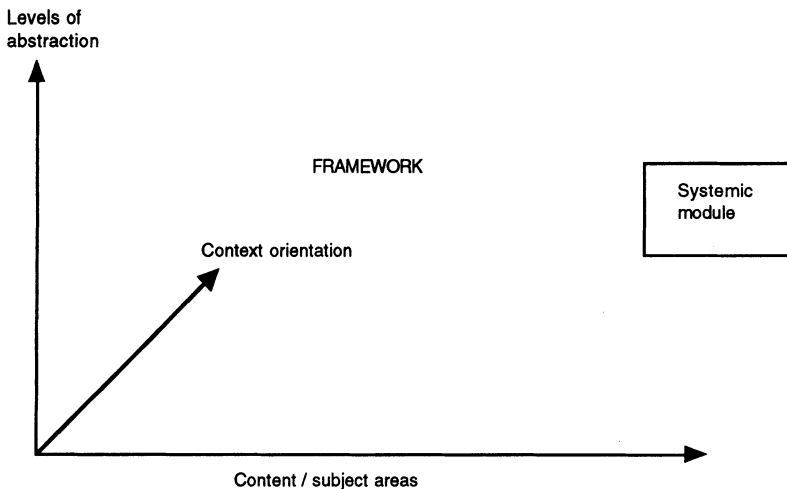 Levels of
abstraction
FRAMEWORK
Systemic
module
Context orientation
Content / subject areas